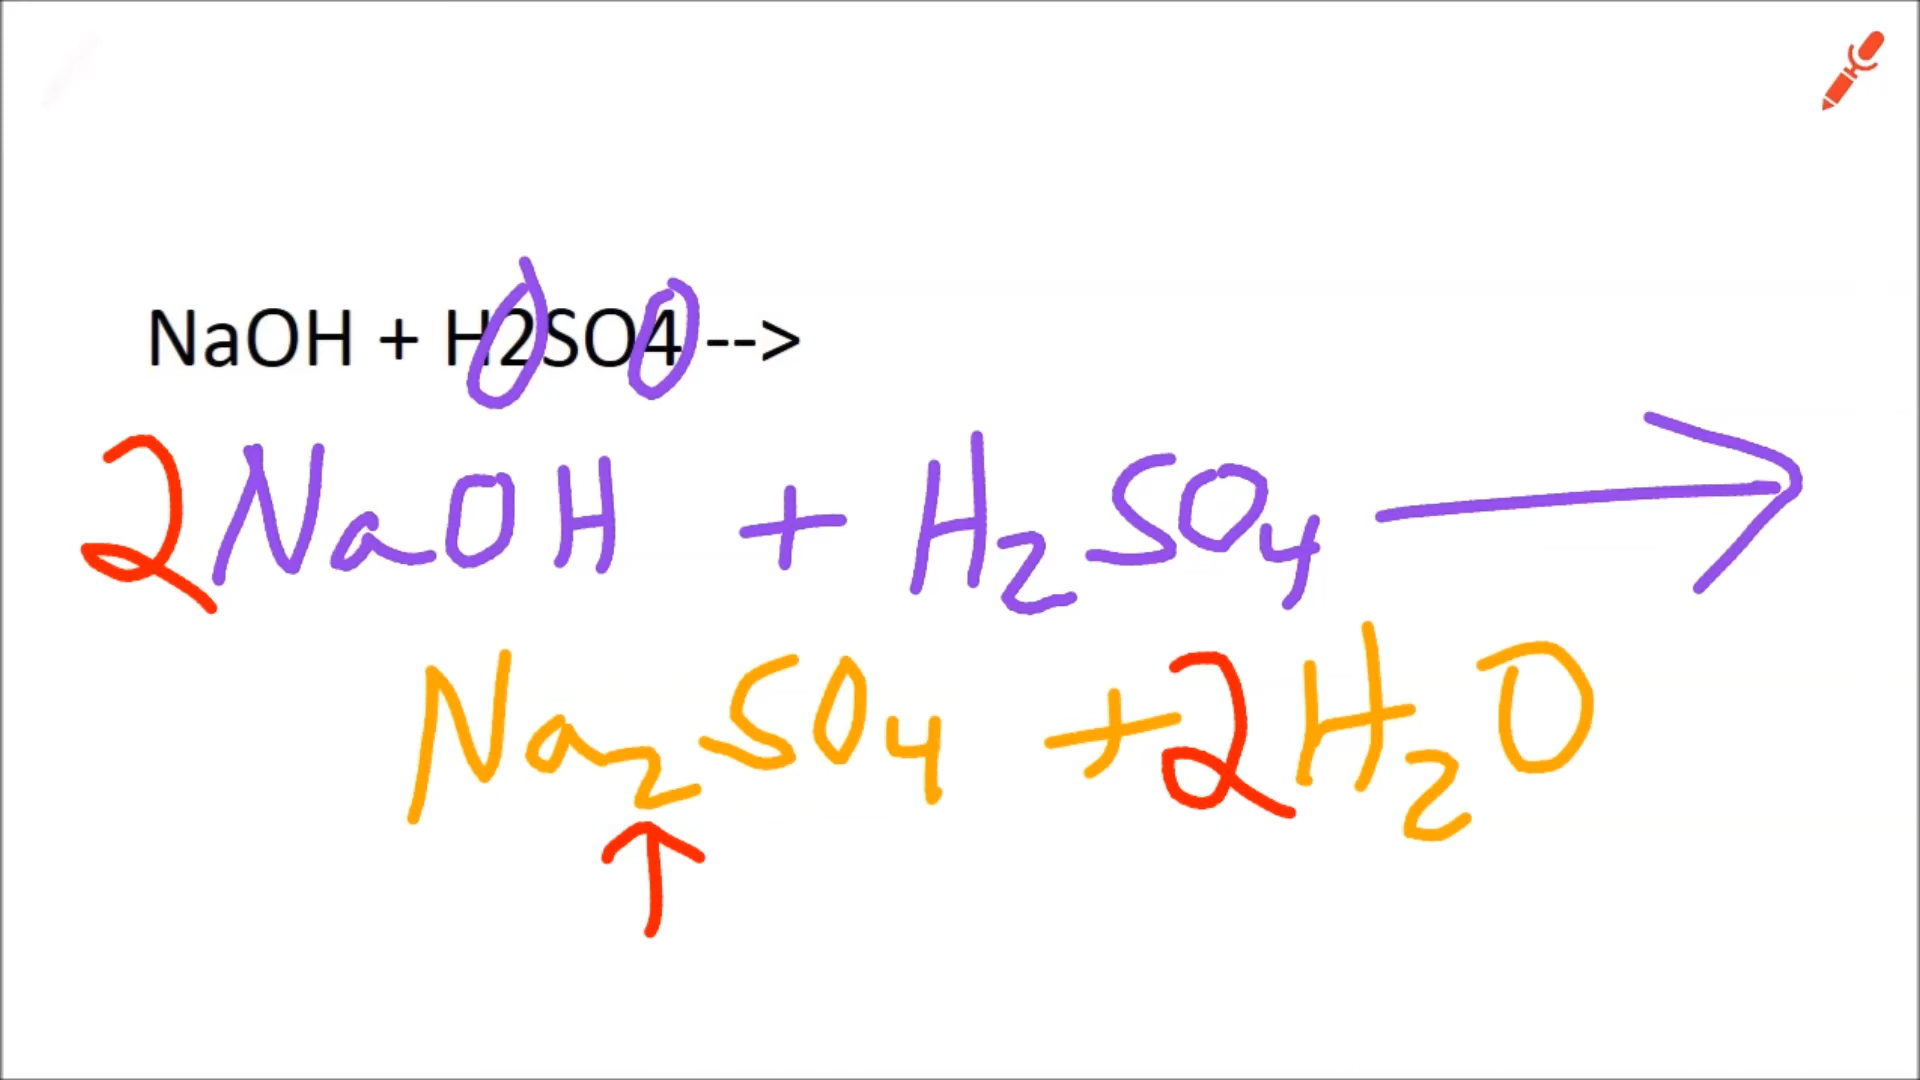 NaOH + H2SO4 -->
2NaOH + H₂SO₄ →
Na₂SO₄ + 2H₂O